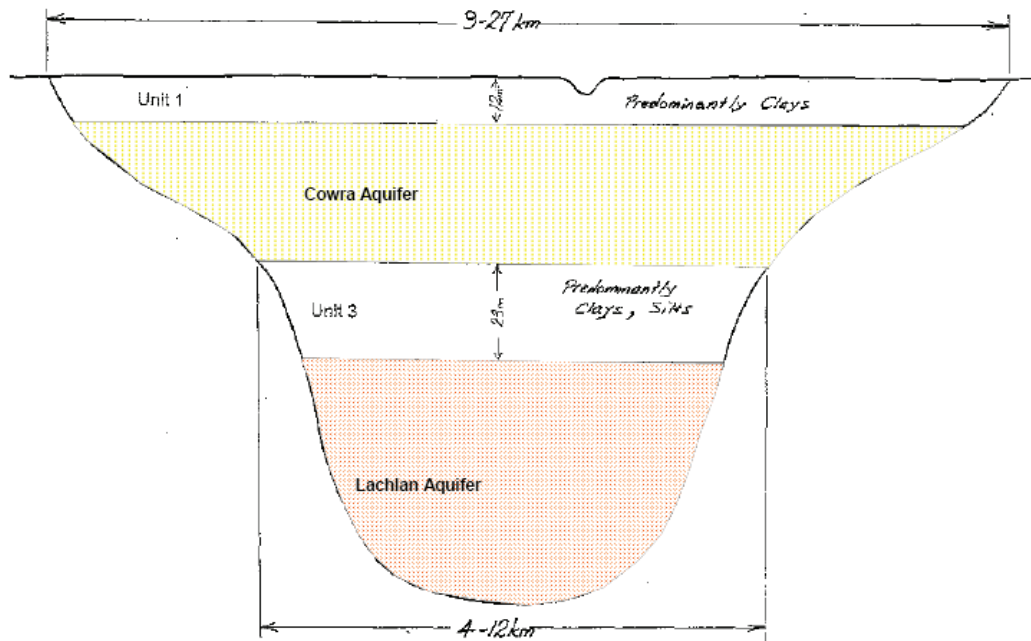 9-27km
Unit 1
12m
Predominantly Clays
Cowra Aquifer
Unit 3
23m
Predominantly
Clays, Silts
Lachlan Aquifer
4-12km